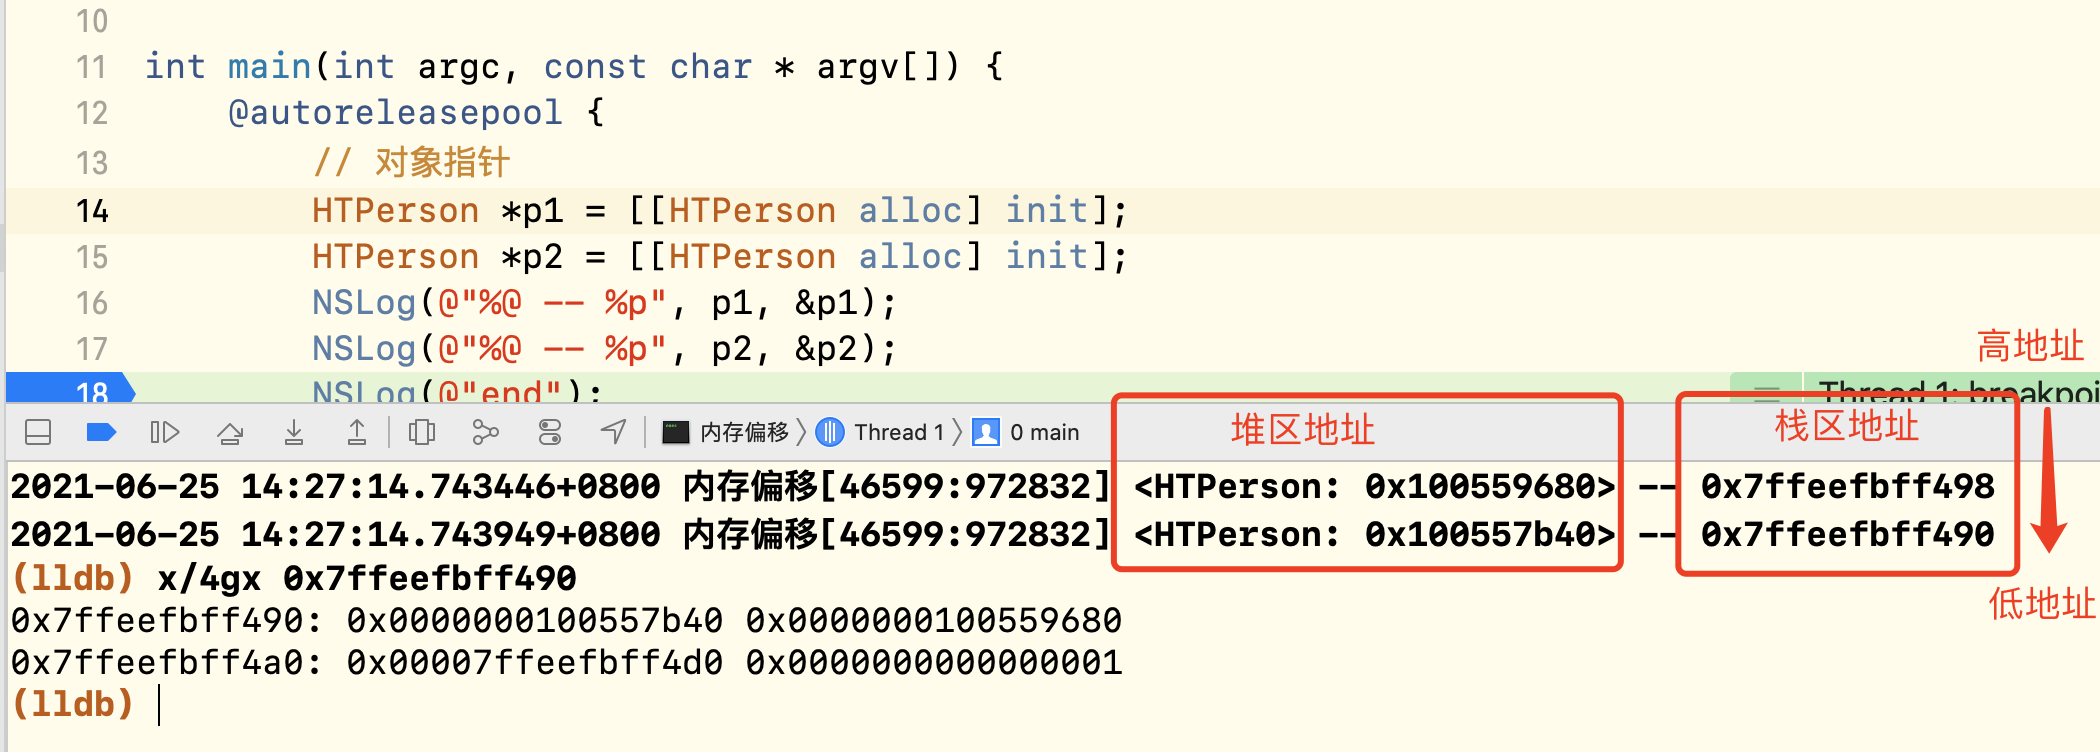 10
11 int main(int argc, const char * argv[]) {
12 @autoreleasepool {
13 // 对象指针
14 HTPerson *p1 = [[HTPerson alloc] init];
15 HTPerson *p2 = [[HTPerson alloc] init];
16 NSLog(@"%@ -- %p", p1, &p1);
17 NSLog(@"%@ -- %p", p2, &p2);
高地址
18 NSLog(@"end"); Thread 1: breakpoi
内存偏移 Thread 1 0 main 堆区地址 栈区地址
2021-06-25 14:27:14.743446+0800 内存偏移[46599:972832] <HTPerson: 0x100559680> -- 0x7ffeefbff498
2021-06-25 14:27:14.743949+0800 内存偏移[46599:972832] <HTPerson: 0x100557b40> -- 0x7ffeefbff490
(lldb) x/4gx 0x7ffeefbff490
低地址
0x7ffeefbff490: 0x0000000100557b40 0x0000000100559680
0x7ffeefbff4a0: 0x00007ffeefbff4d0 0x0000000000000001
(lldb)